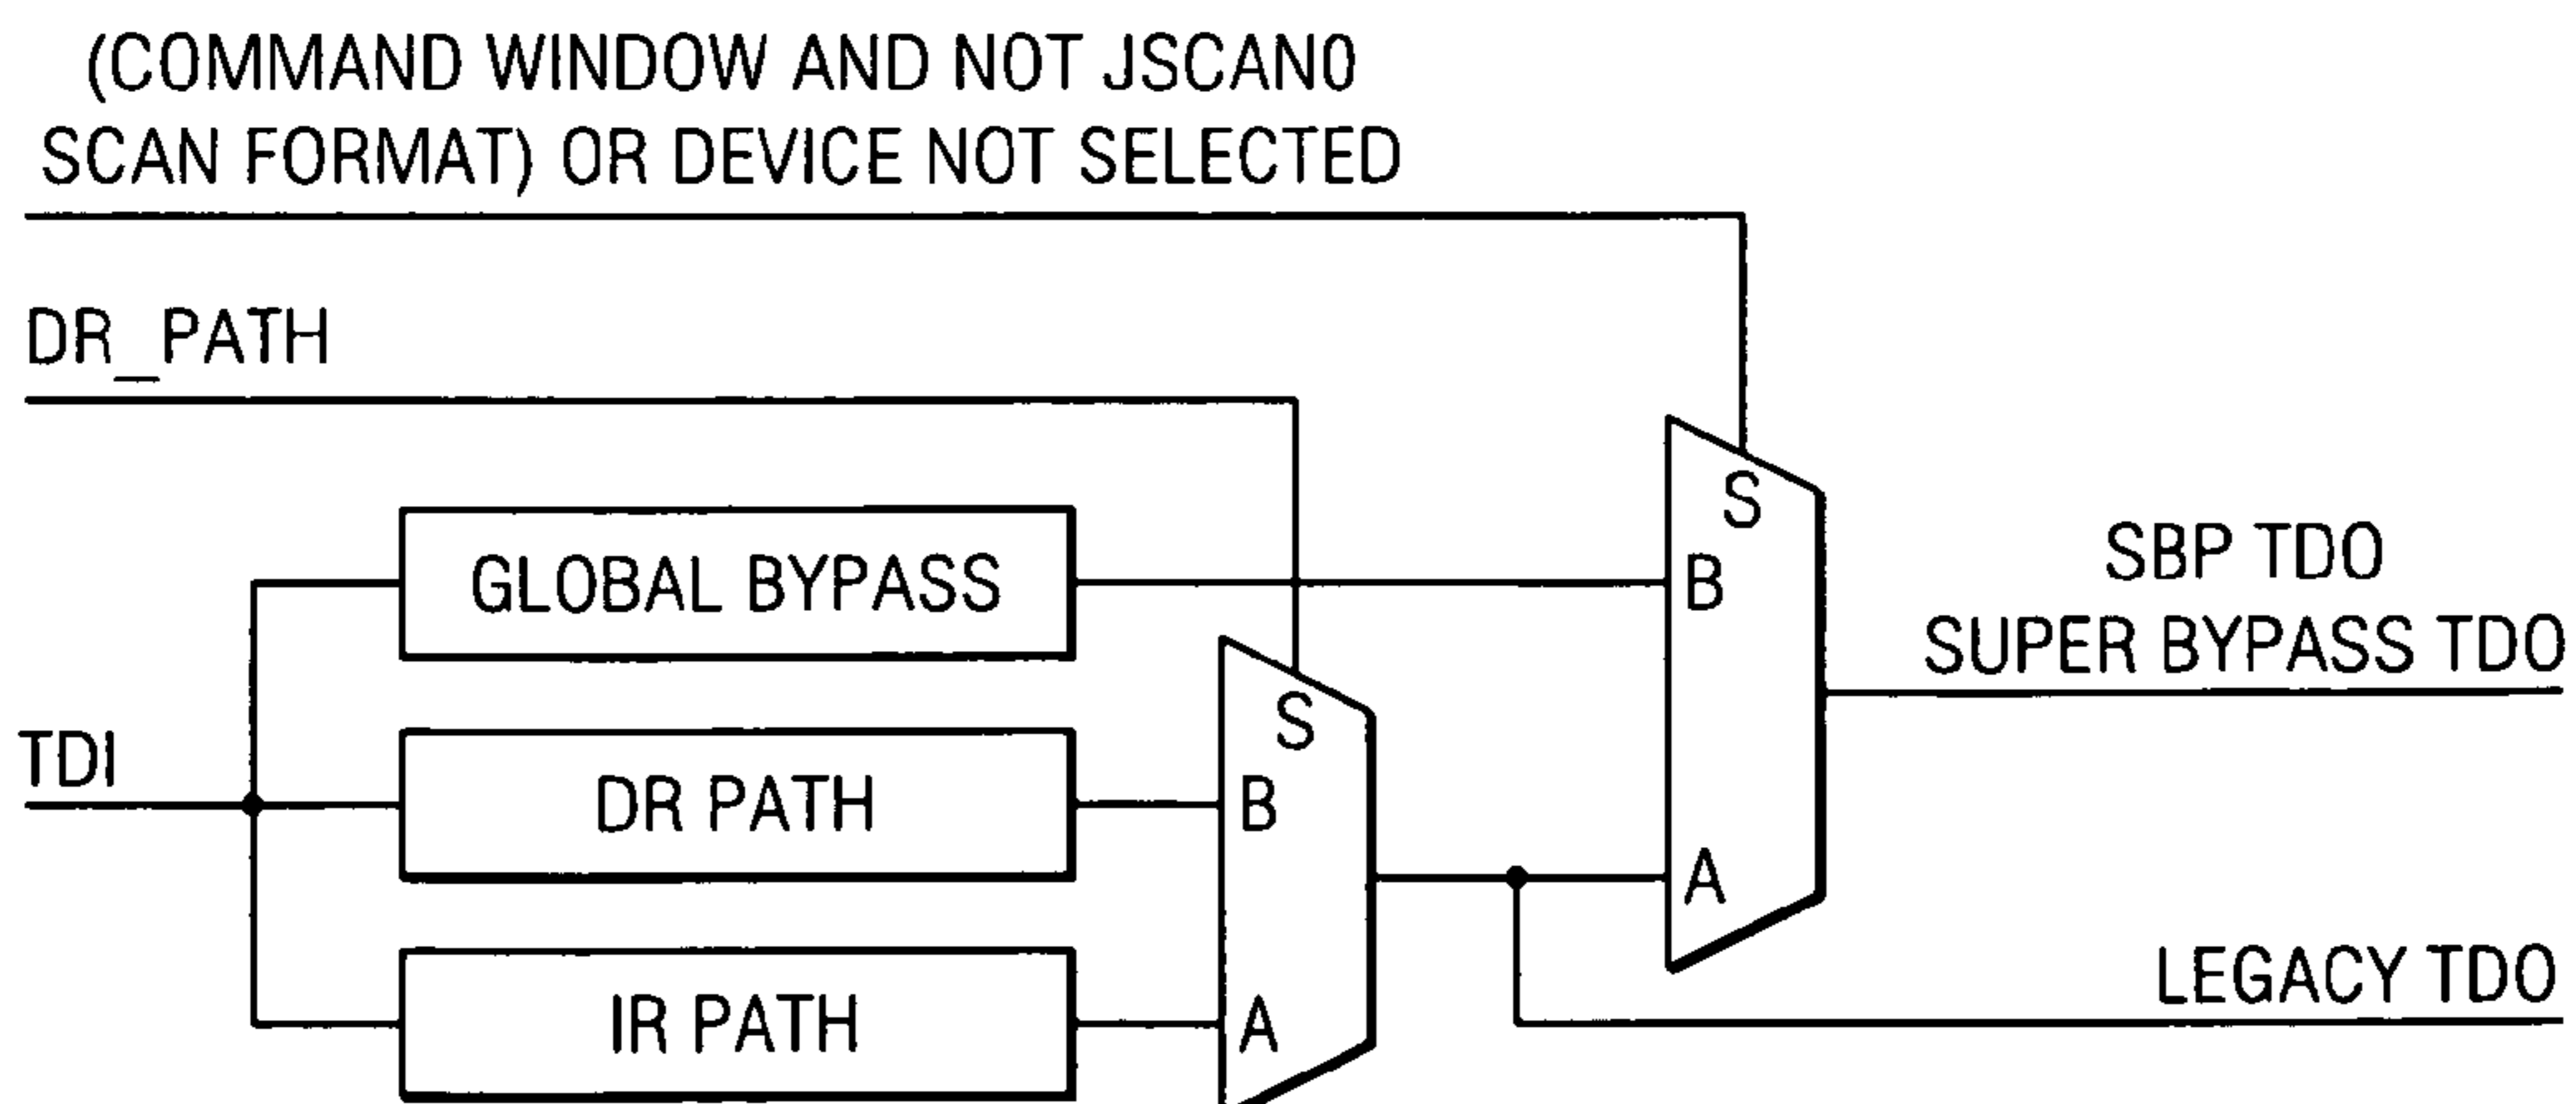 (COMMAND WINDOW AND NOT JSCAN0
SCAN FORMAT) OR DEVICE NOT SELECTED
DR_PATH
S
GLOBAL BYPASS
B
SBP TDO
SUPER BYPASS TDO
TDI
DR PATH
S
B
A
LEGACY TDO
IR PATH
A